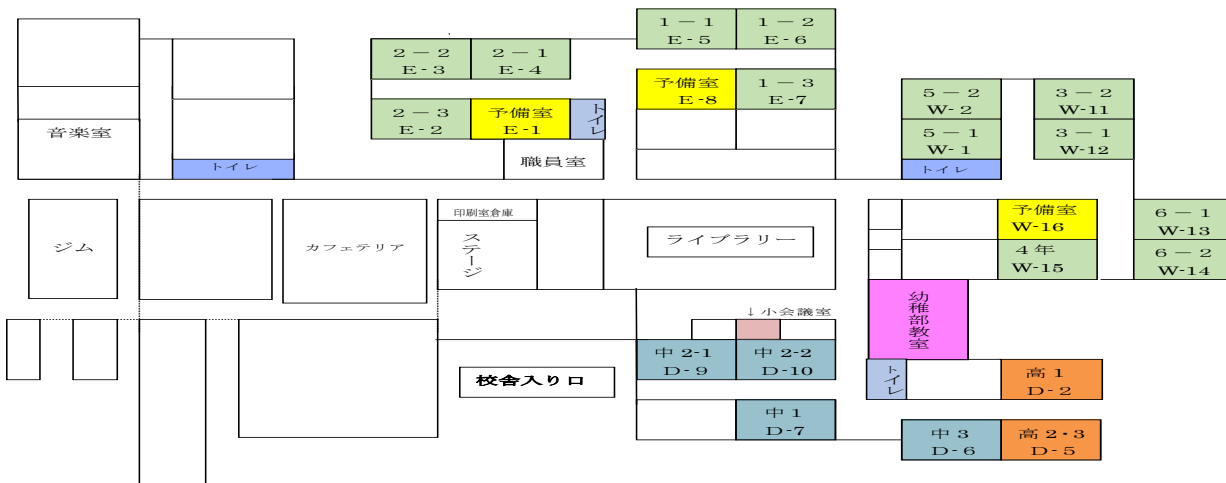 1－1
E-5
1－2
E-6
2－2
E-3
2－1
E-4
予備室
E-8
1－3
E-7
5－2
W-2
3－2
W-11
2－3
E-2
予備室
E-1
トイレ
音楽室
5－1
W-1
3－1
W-12
トイレ
職員室
トイレ
印刷室倉庫
予備室
W-16
6－1
W-13
ジム
カフェテリア
ステージ
ライブラリー
4年
W-15
6－2
W-14
幼稚部教室
↓小会議室
中2-1
D-9
中2-2
D-10
校舎入り口
トイレ
高1
D-2
中1
D-7
中3
D-6
高2・3
D-5